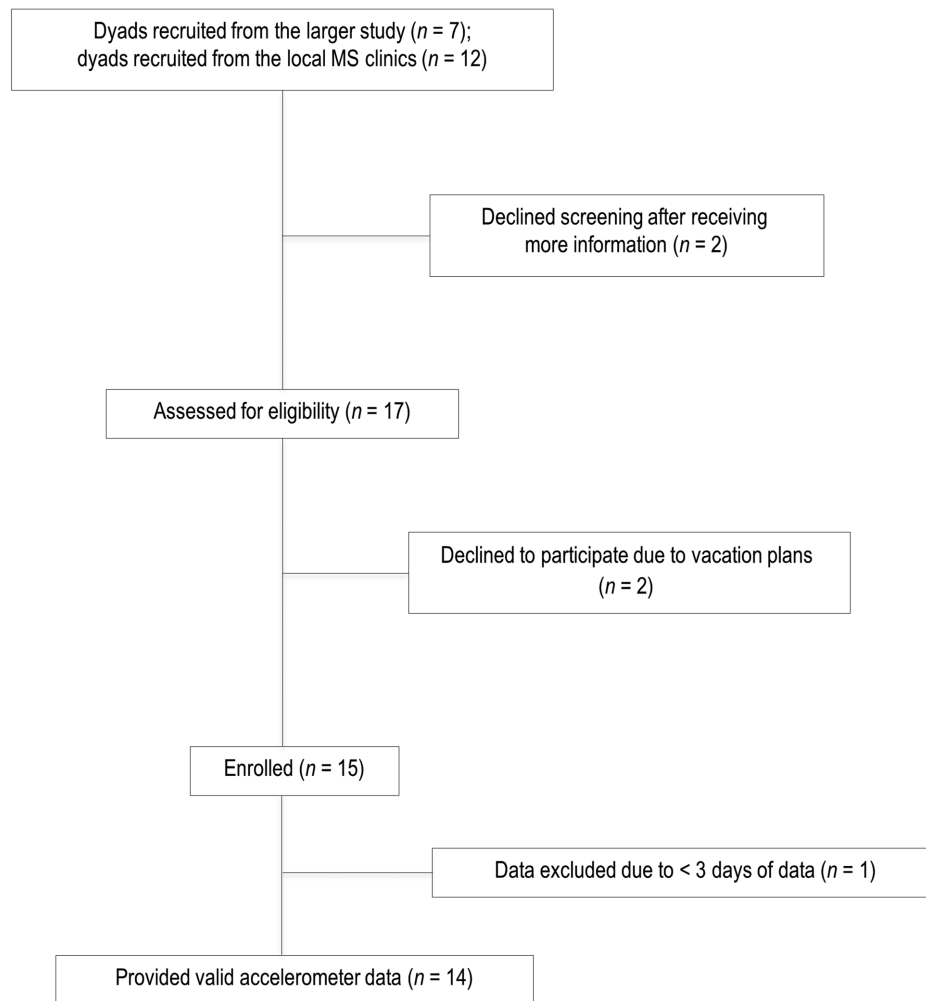 Dyads recruited from the larger study (n = 7);
dyads recruited from the local MS clinics (n = 12)
Declined screening after receiving
more information (n = 2)
Assessed for eligibility (n = 17)
Declined to participate due to vacation plans
(n = 2)
Enrolled (n = 15)
Data excluded due to < 3 days of data (n = 1)
Provided valid accelerometer data (n = 14)